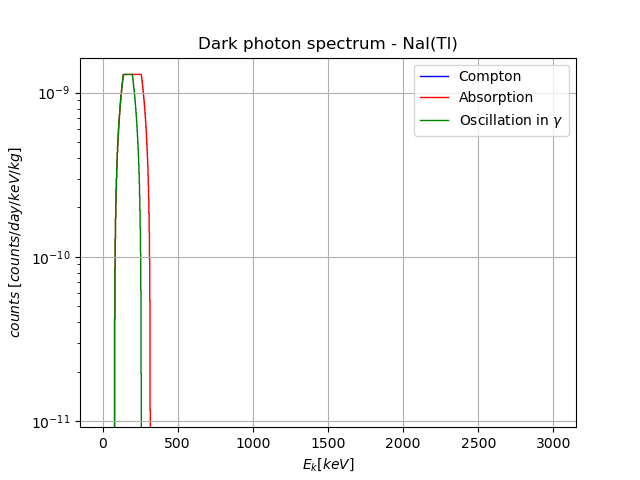 Dark photon spectrum - NaI(Tl)
Compton
Absorption
Oscillation in γ
10⁻⁹
10⁻¹⁰
10⁻¹¹
counts [counts/day/keV/kg]
0 500 1000 1500 2000 2500 3000
E_k[keV]